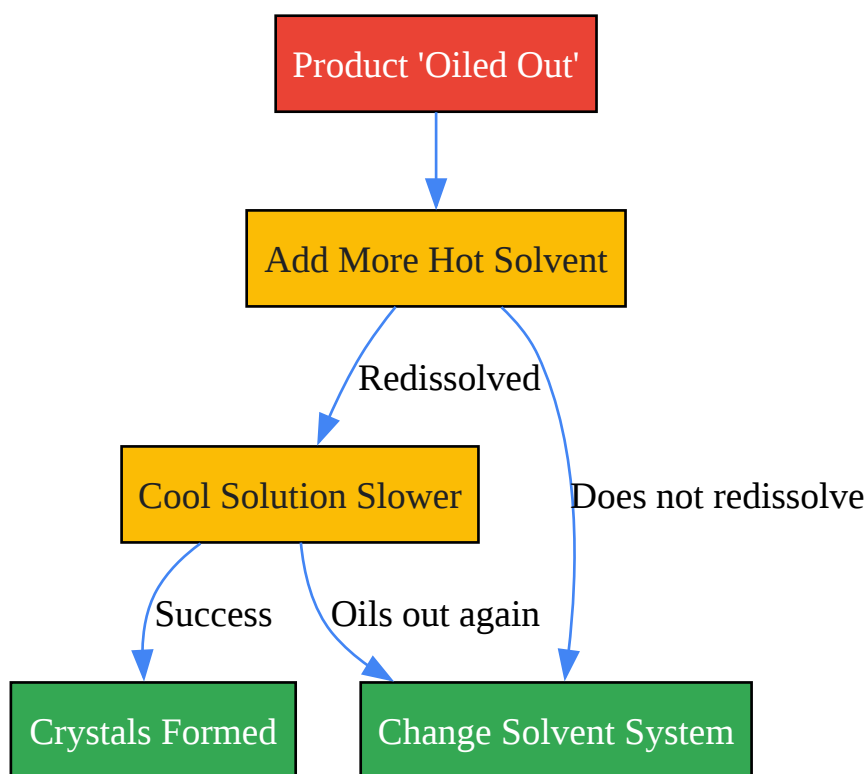 Product 'Oiled Out'
Add More Hot Solvent
Redissolved
Cool Solution Slower
Does not redissolve
Success
Oils out again
Crystals Formed
Change Solvent System